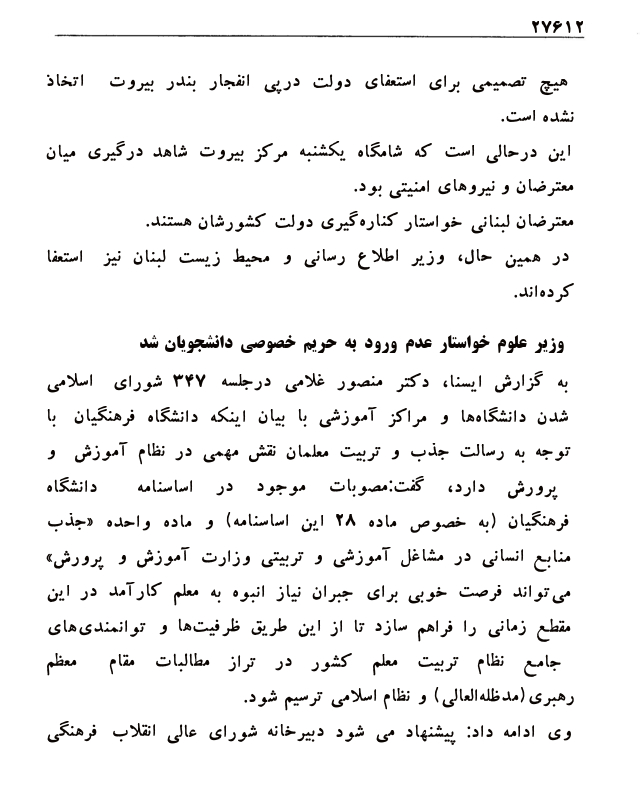 ۲۷۶۱۲
هیچ تصمیمی برای استعفای دولت درپی انفجار بندر بیروت اتخاذ
نشده است.
این درحالی است که شامگاه یکشنبه مرکز بیروت شاهد درگیری میان
معترضان و نیروهای امنیتی بود.
معترضان لبنانی خواستار کناره‌گیری دولت کشورشان هستند.
در همین حال، وزیر اطلاع رسانی و محیط زیست لبنان نیز استعفا
کرده‌اند.
وزیر علوم خواستار عدم ورود به حریم خصوصی دانشجویان شد
به گزارش ایسنا، دکتر منصور غلامی درجلسه ۳۴۷ شورای اسلامی
شدن دانشگاه‌ها و مراکز آموزشی با بیان اینکه دانشگاه فرهنگیان با
توجه به رسالت جذب و تربیت معلمان نقش مهمی در نظام آموزش و
پرورش دارد، گفت:مصوبات موجود در اساسنامه دانشگاه
فرهنگیان (به خصوص ماده ۲۸ این اساسنامه) و ماده واحده «جذب
منابع انسانی در مشاغل آموزشی و تربیتی وزارت آموزش و پرورش»
می‌تواند فرصت خوبی برای جبران نیاز انبوه به معلم کارآمد در این
مقطع زمانی را فراهم سازد تا از این طریق ظرفیت‌ها و توانمندی‌های
جامع نظام تربیت معلم کشور در تراز مطالبات مقام معظم
رهبری(مدظله‌العالی) و نظام اسلامی ترسیم شود.
وی ادامه داد: پیشنهاد می شود دبیرخانه شورای عالی انقلاب فرهنگی